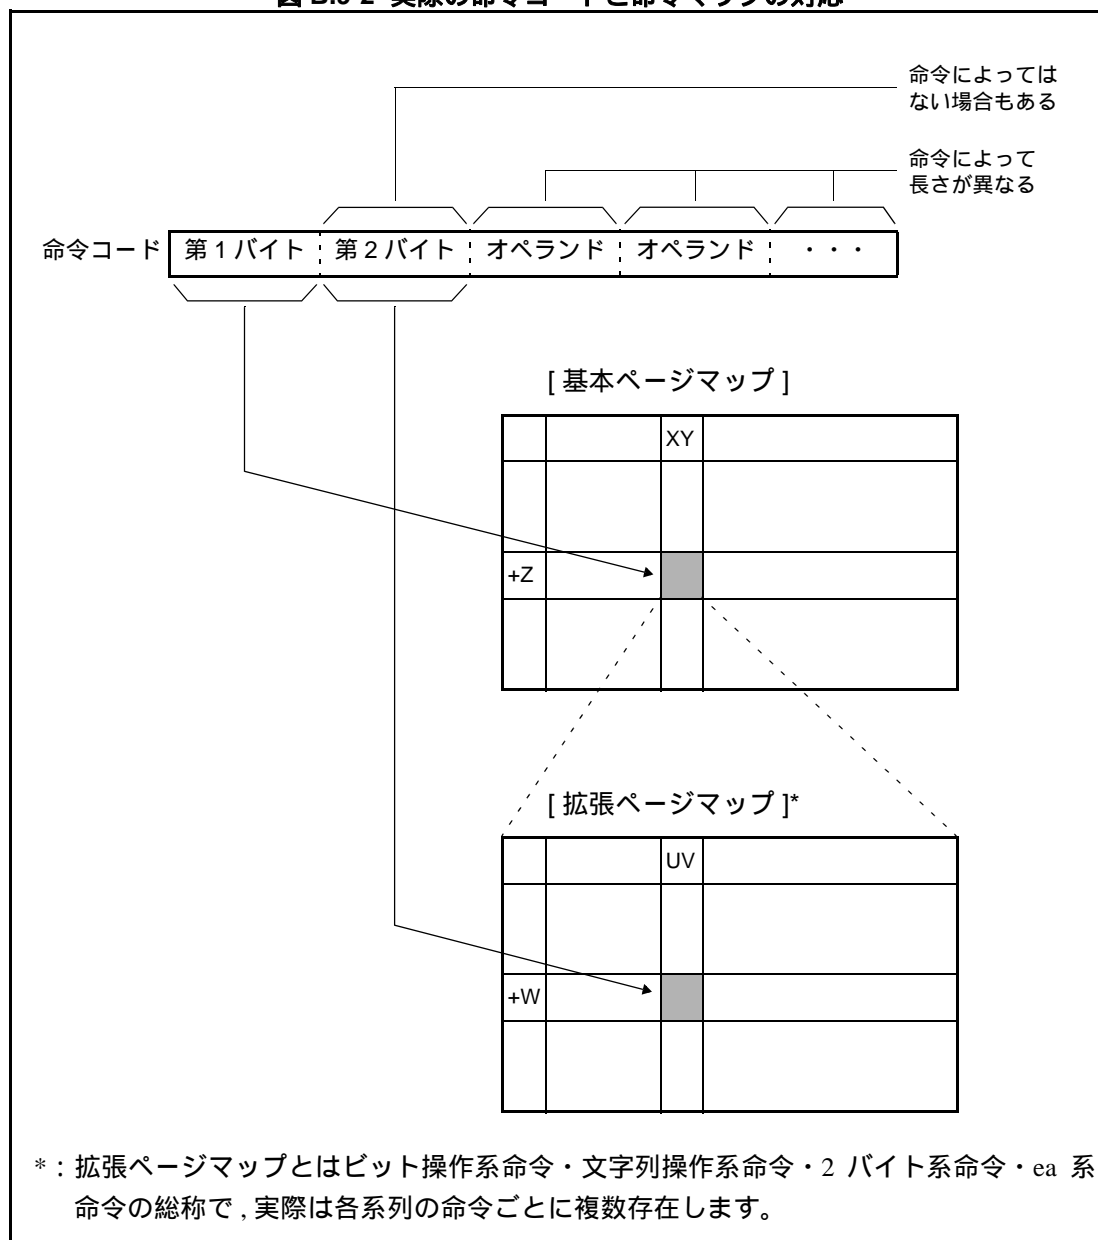 命令によっては
ない場合もある
命令によって
長さが異なる
命令コード 第1バイト 第2バイト オペランド オペランド ・・・
[ 基本ページマップ ]
XY
+Z
[ 拡張ページマップ ]*
UV
+W
*：拡張ページマップとはビット操作系命令・文字列操作系命令・2 バイト系命令・ea 系
命令の総称で , 実際は各系列の命令ごとに複数存在します。